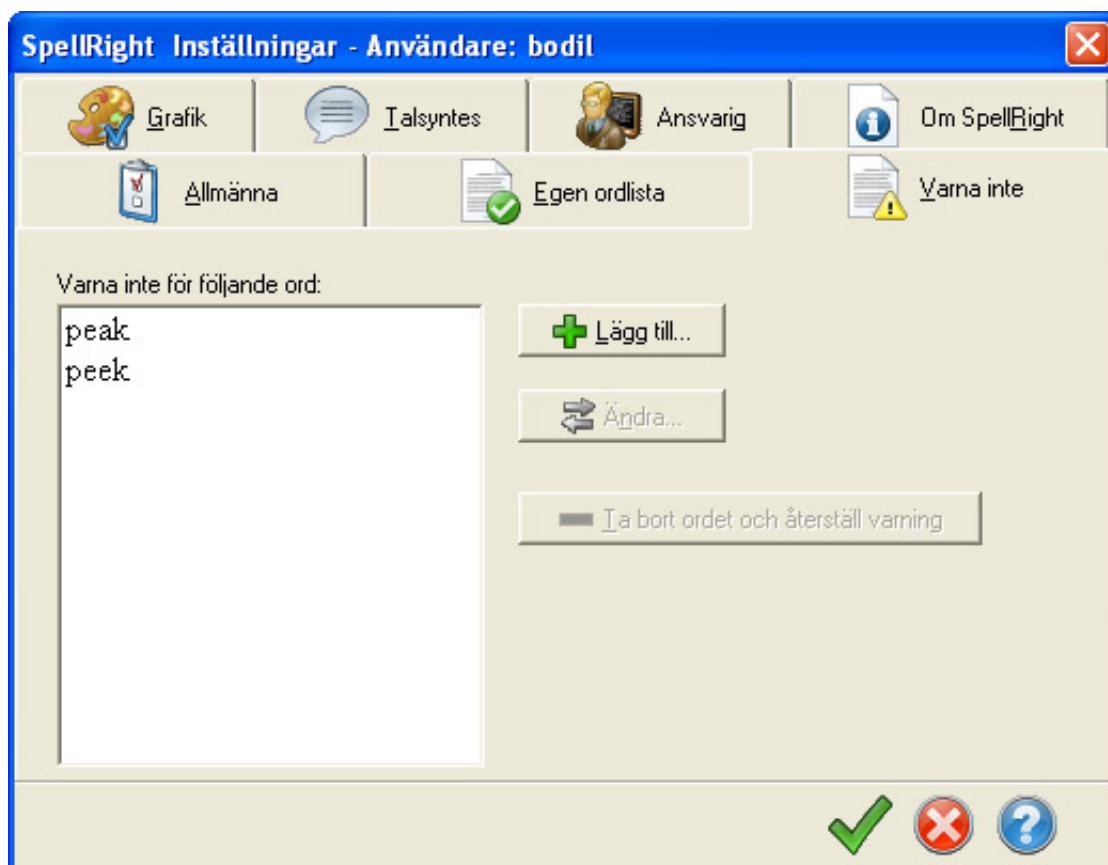 SpellRight Inställningar - Användare: bodil
Grafik
Talsyntes
Ansvarig
Om SpellRight
Allmänna
Egen ordlista
Varna inte
Varna inte för följande ord:
peak
peek
Lägg till...
Ändra...
Ta bort ordet och återställ varning